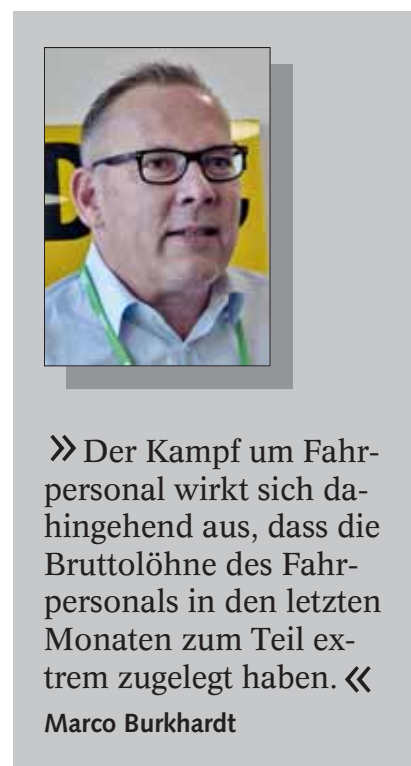 » Der Kampf um Fahr-
personal wirkt sich da-
hingehend aus, dass die
Bruttolöhne des Fahr-
personals in den letzten
Monaten zum Teil ex-
trem zugelegt haben. «
Marco Burkhardt